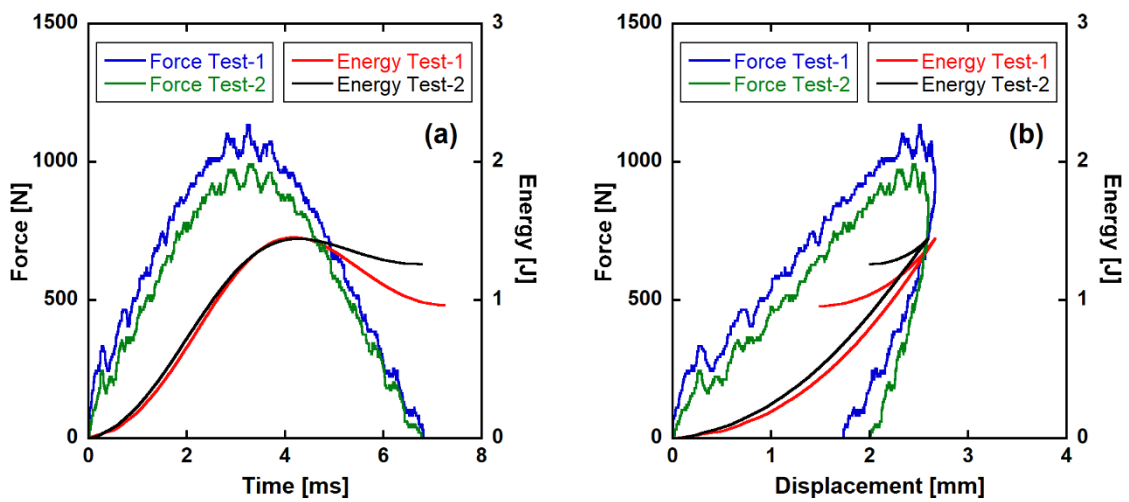 1500
1000
500
0
Force [N]
Force Test-1
Force Test-2
Energy Test-1
Energy Test-2
(a)
3
2
1
0
Energy [J]
0 2 4 6 8
Time [ms]
1500
1000
500
0
Force [N]
Force Test-1
Force Test-2
Energy Test-1
Energy Test-2
(b)
3
2
1
0
Energy [J]
0 1 2 3 4
Displacement [mm]